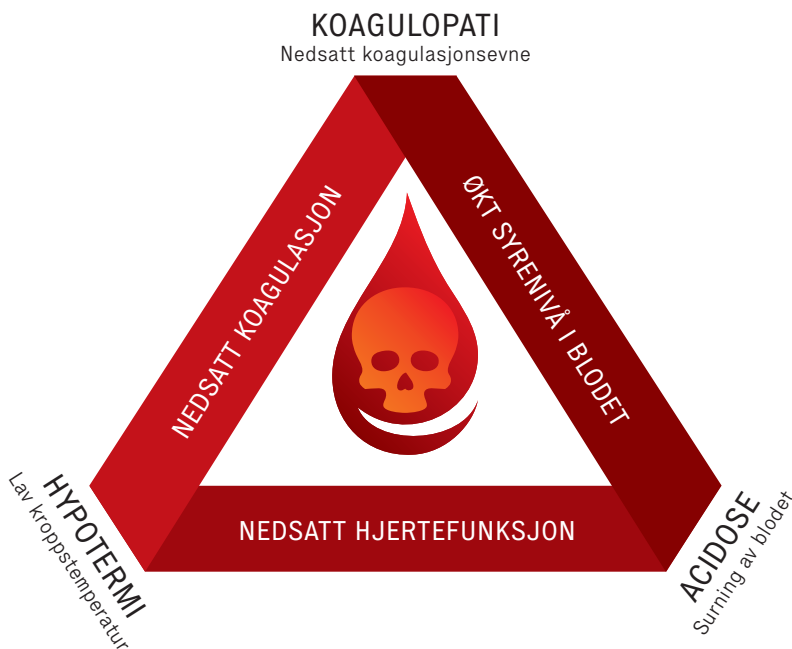 KOAGULOPATI
Nedsatt koagulasjonsevne
NEDSATT KOAGULASJON
ØKT SYRENIVÅ I BLODET
NEDSATT HJERTEFUNKSJON
HYPOTERMI
Lav kroppstemperatur
ACIDOSE
Surning av blodet